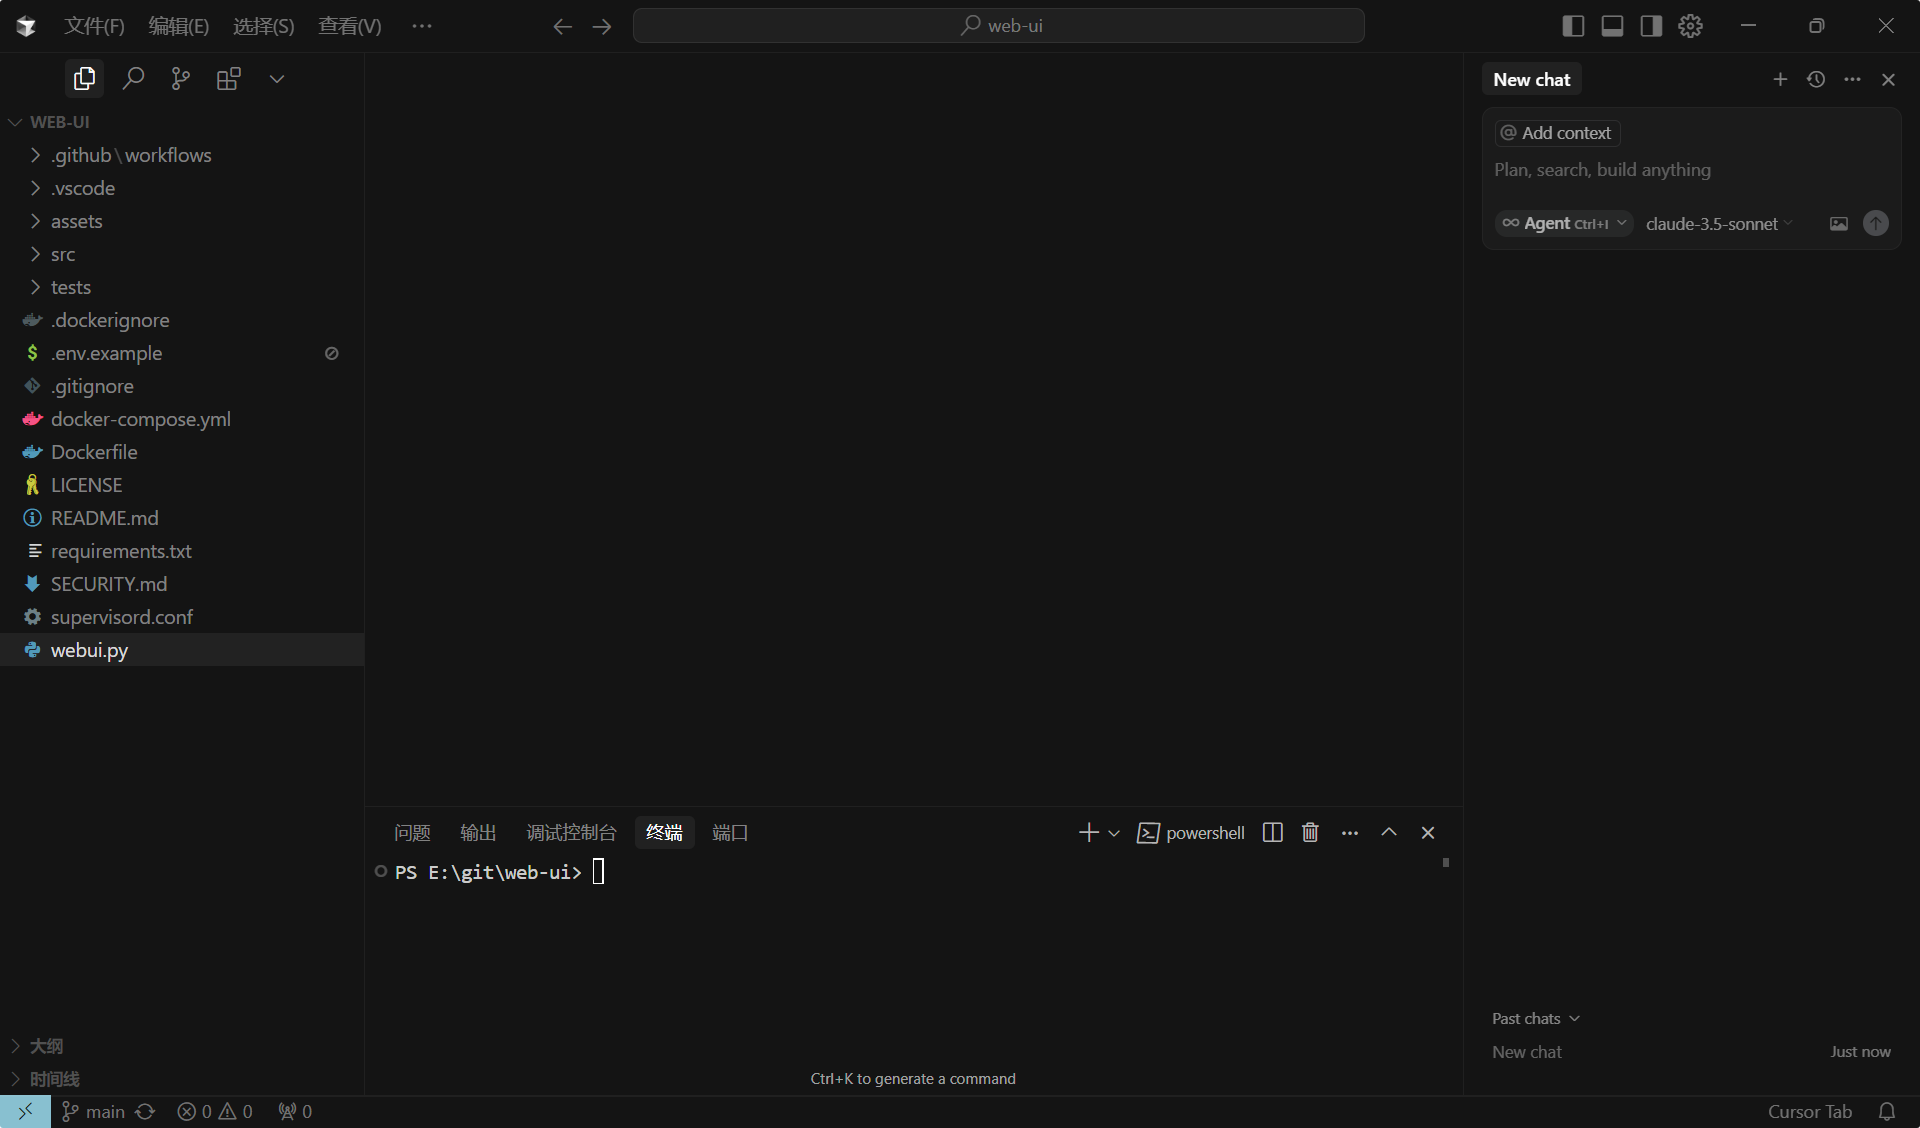 文件(F) 编辑(E) 选择(S) 查看(V) ··· web-ui
WEB-UI
.github\workflows
.vscode
assets
src
tests
.dockerignore
.env.example
.gitignore
docker-compose.yml
Dockerfile
LICENSE
README.md
requirements.txt
SECURITY.md
supervisord.conf
webui.py
大纲
时间线
问题 输出 调试控制台 终端 端口 powershell
PS E:\git\web-ui>
Ctrl+K to generate a command
New chat
@ Add context
Plan, search, build anything
∞ Agent Ctrl+I claude-3.5-sonnet
Past chats
New chat Just now
main 0 0 0 Cursor Tab